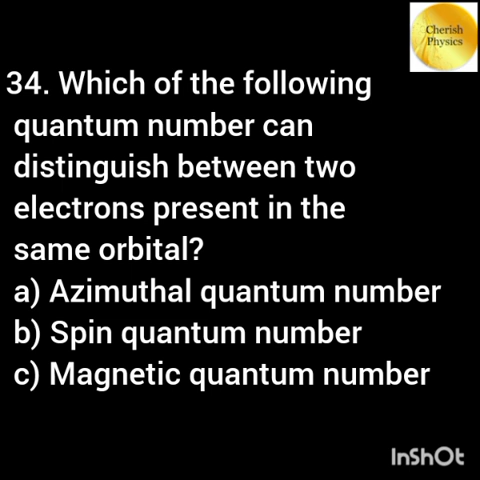 Cherish
Physics
34. Which of the following
quantum number can
distinguish between two
electrons present in the
same orbital?
a) Azimuthal quantum number
b) Spin quantum number
c) Magnetic quantum number
InShOt